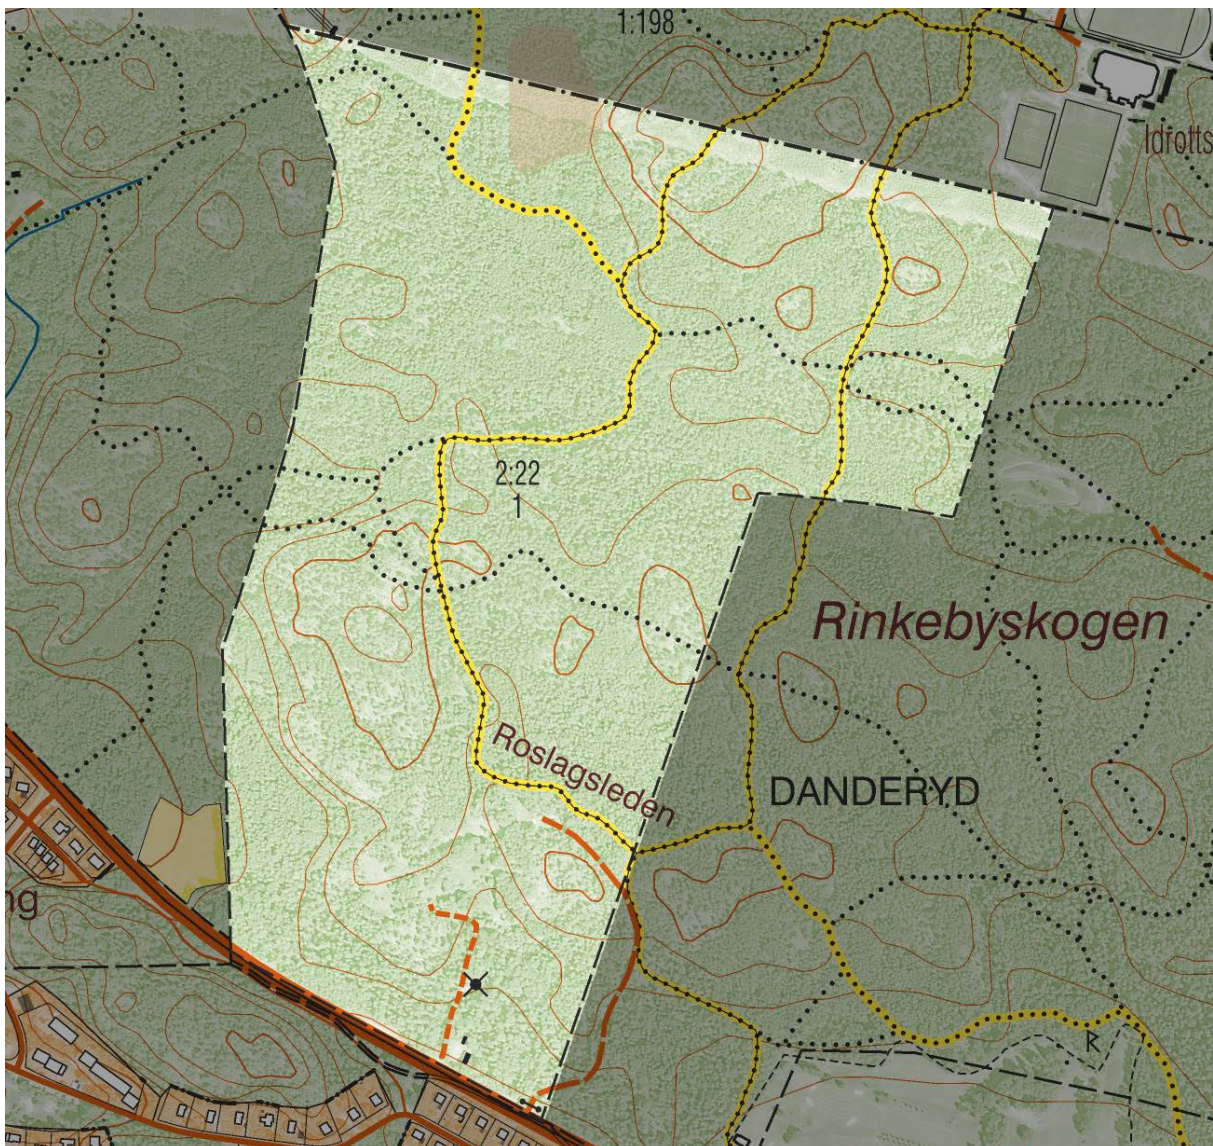 1:198
Idrotts
2:22
1
Rinkebyskogen
Roslagsleden
DANDERYD
ng
R